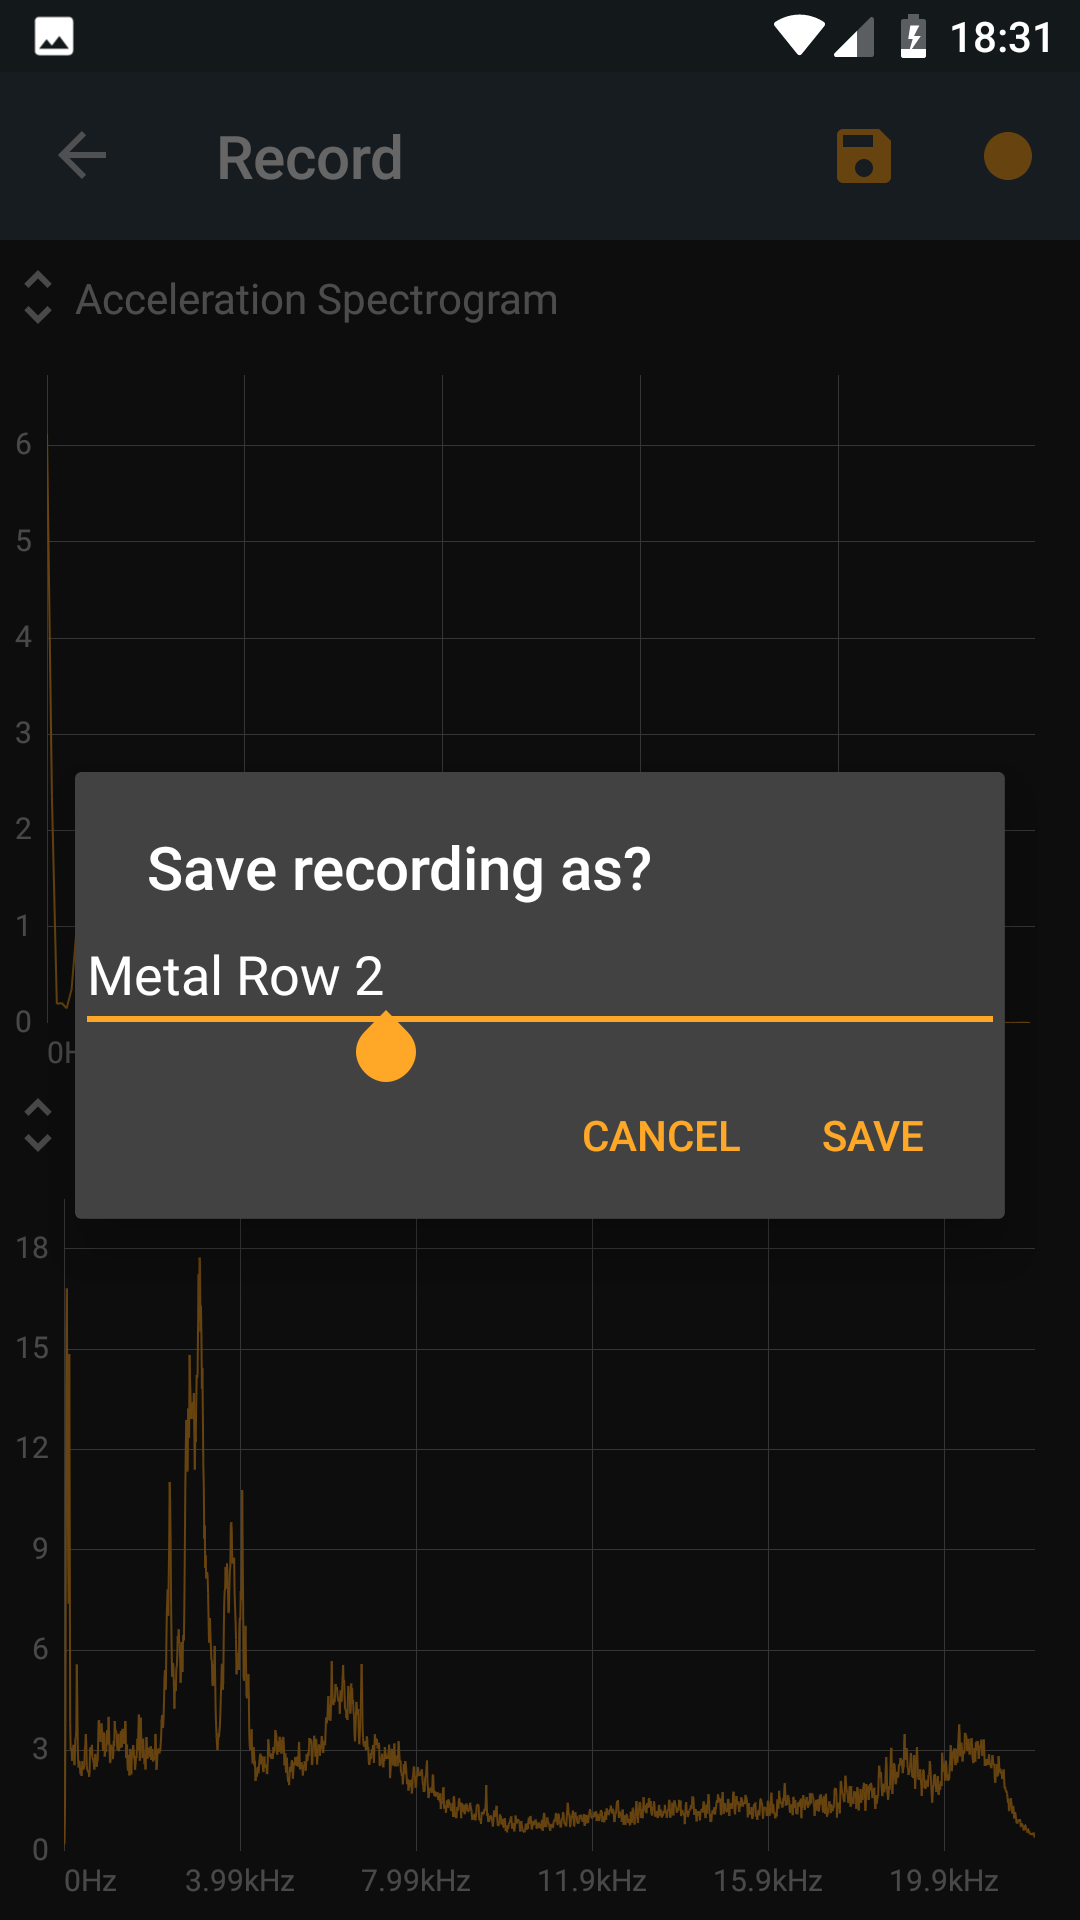 18:31
Record
Acceleration Spectrogram
6
5
4
3
2
1
0
0H
Save recording as?
Metal Row 2
CANCEL SAVE
18
15
12
9
6
3
0
0Hz 3.99kHz 7.99kHz 11.9kHz 15.9kHz 19.9kHz